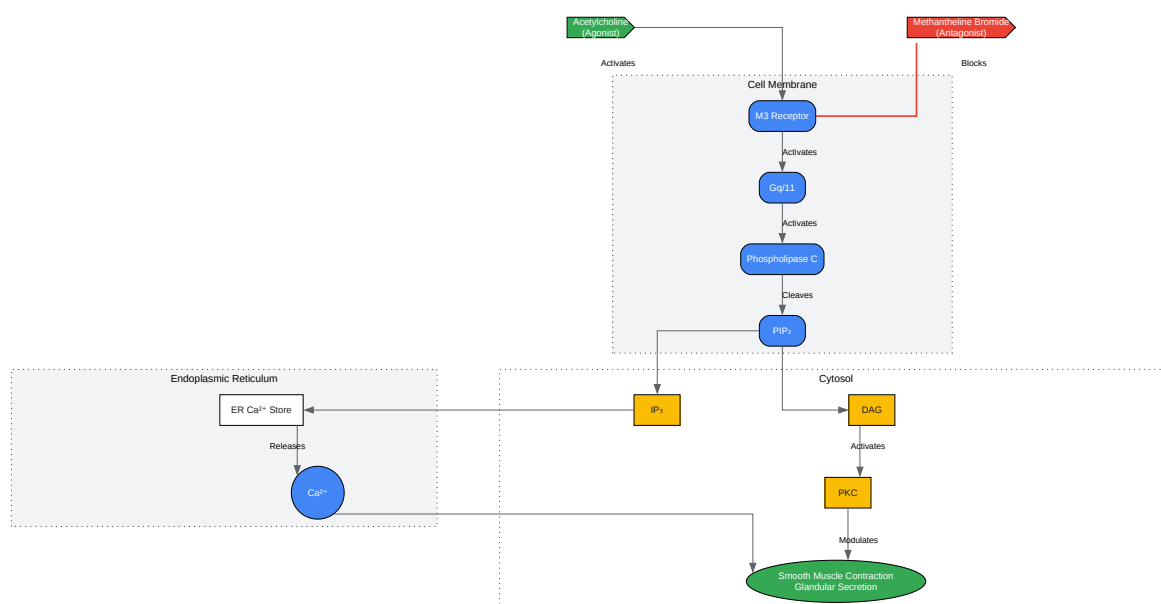 Acetylcholine
(Agonist)
Methantheline Bromide
(Antagonist)
Activates
Blocks
Cell Membrane
M3 Receptor
Activates
Gq/11
Activates
Phospholipase C
Cleaves
PIP₂
Endoplasmic Reticulum
Cytosol
ER Ca²⁺ Store
IP₃
DAG
Releases
Activates
Ca²⁺
PKC
Modulates
Smooth Muscle Contraction
Glandular Secretion